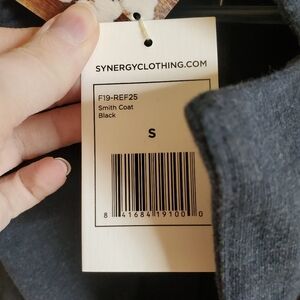 SYNERGYCLOTHING.COM
F19-REF25
Smith Coat
Black
S
8 41684 19100 0